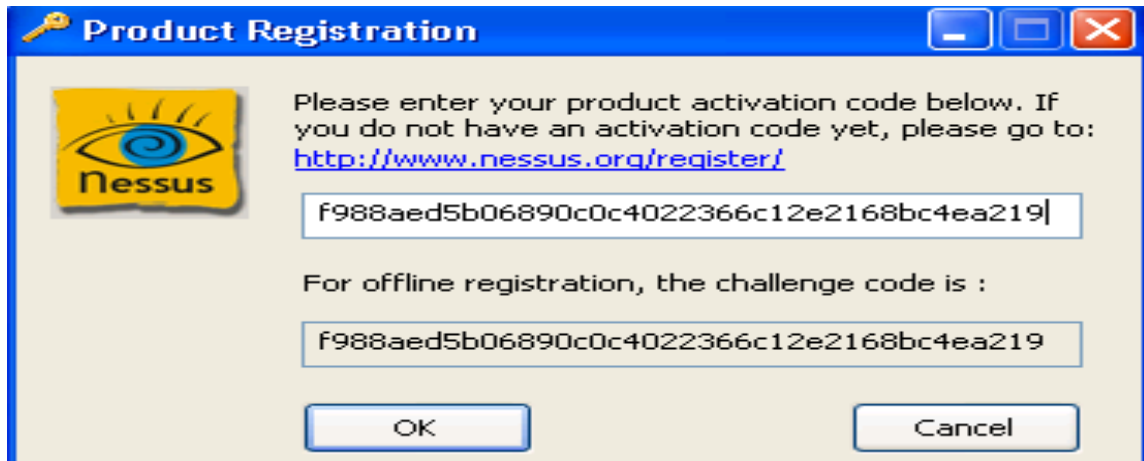 Product Registration
Please enter your product activation code below. If
you do not have an activation code yet, please go to:
http://www.nessus.org/register/
nessus
f988aed5b06890c0c4022366c12e2168bc4ea219
For offline registration, the challenge code is :
f988aed5b06890c0c4022366c12e2168bc4ea219
OK
Cancel